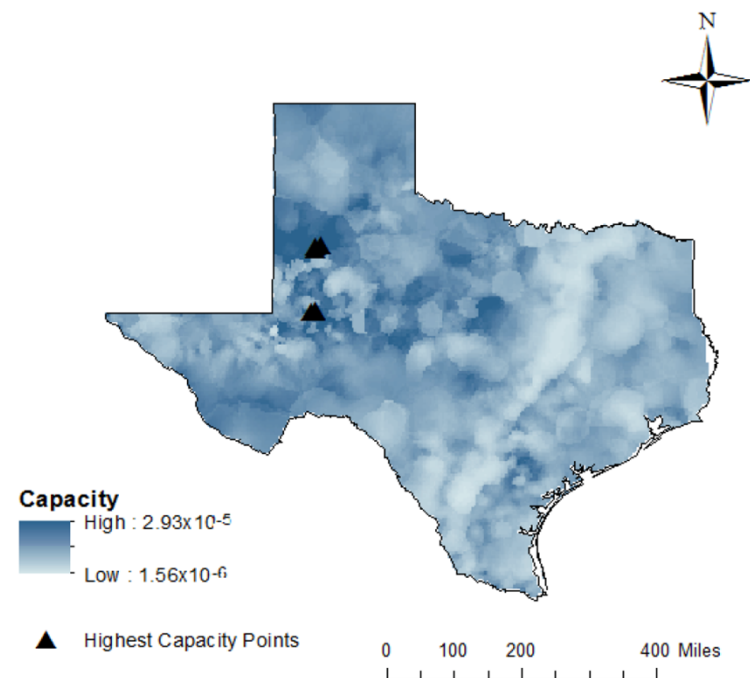 N
Capacity
High : 2.93x10-5
Low : 1.56x10-6
Highest Capacity Points
0 100 200 400 Miles